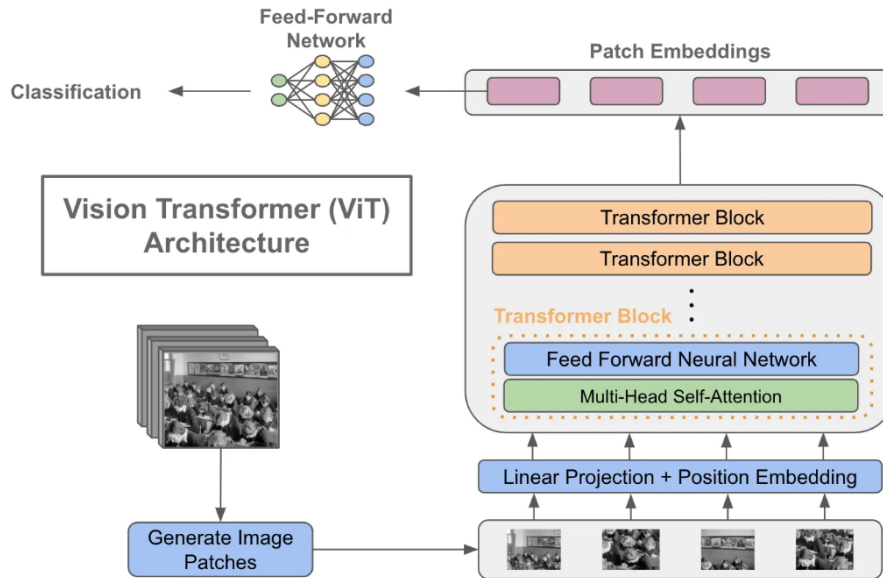 Feed-Forward
Network
Patch Embeddings
Classification
Vision Transformer (ViT)
Architecture
Transformer Block
Transformer Block
Transformer Block
Feed Forward Neural Network
Multi-Head Self-Attention
Linear Projection + Position Embedding
Generate Image
Patches